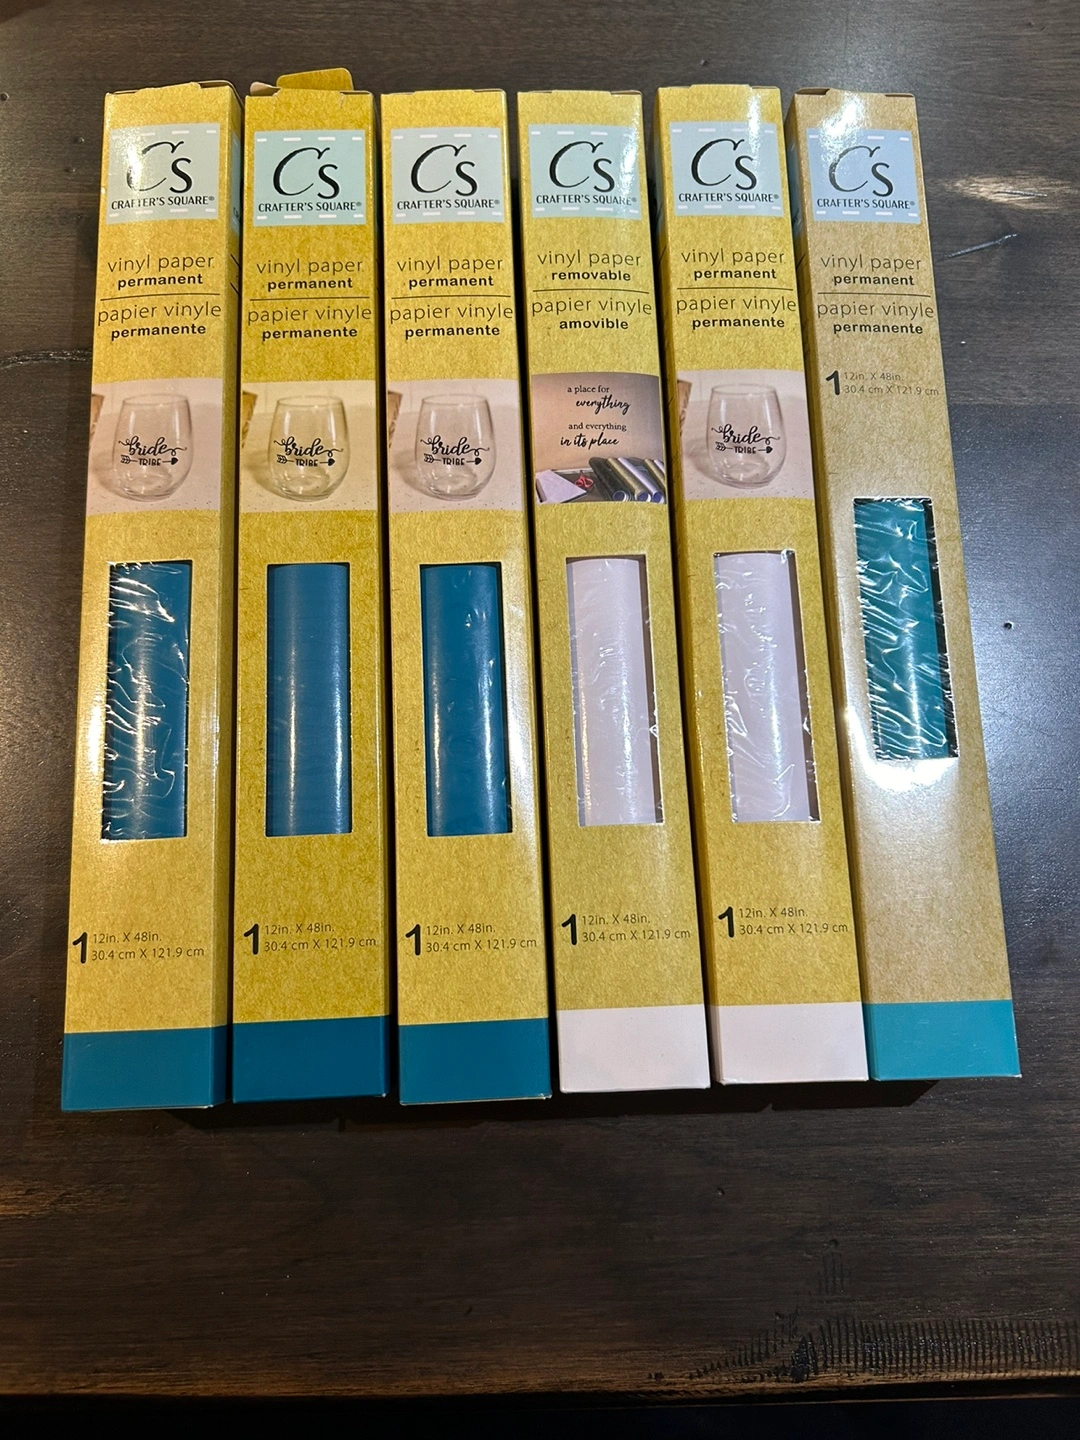 Cs
CRAFTER'S SQUARE®
vinyl paper
permanent
papier vinyle
permanente
bride
TRIBE
1 12in. X 48in.
30.4 cm X 121.9 cm
Cs
CRAFTER'S SQUARE®
vinyl paper
permanent
papier vinyle
permanente
bride
TRIBE
1 12in. X 48in.
30.4 cm X 121.9 cm
Cs
CRAFTER'S SQUARE®
vinyl paper
permanent
papier vinyle
permanente
bride
TRIBE
1 12in. X 48in.
30.4 cm X 121.9 cm
Cs
CRAFTER'S SQUARE®
vinyl paper
removable
papier vinyle
amovible
a place for
everything
and everything
in its place
1 12in. X 48in.
30.4 cm X 121.9 cm
Cs
CRAFTER'S SQUARE®
vinyl paper
permanent
papier vinyle
permanente
bride
TRIBE
1 12in. X 48in.
30.4 cm X 121.9 cm
Cs
CRAFTER'S SQUARE®
vinyl paper
permanent
papier vinyle
permanente
1 12in. X 48in.
30.4 cm X 121.9 cm